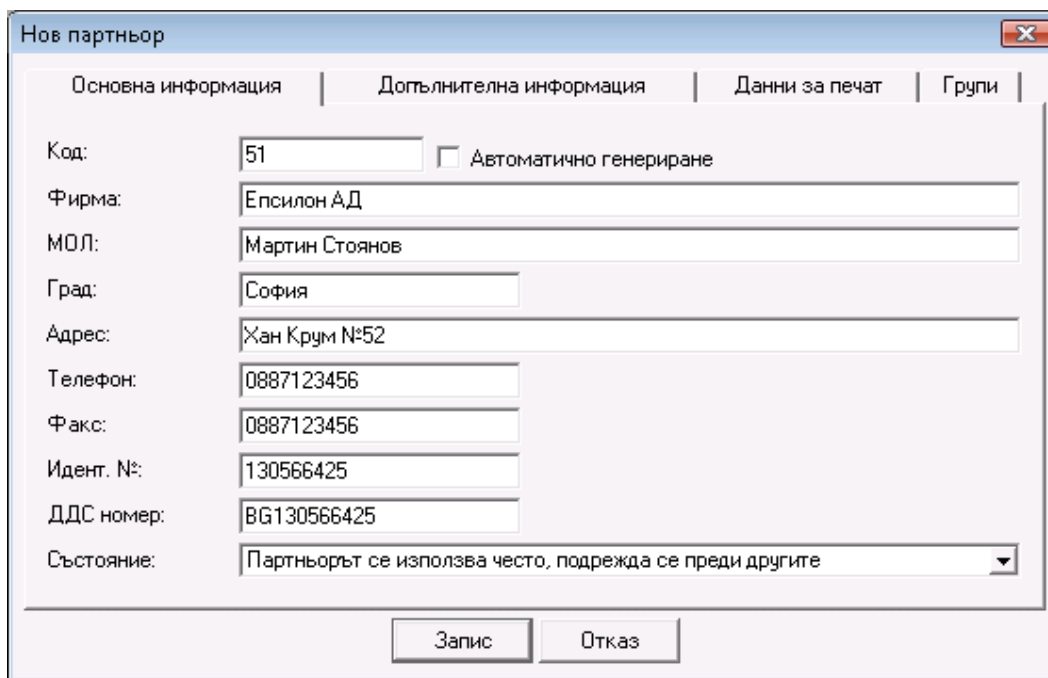 Нов партньор
Основна информация Допълнителна информация Данни за печат Групи
Код: 51 Автоматично генериране
Фирма: Епсилон АД
МОЛ: Мартин Стоянов
Град: София
Адрес: Хан Крум №52
Телефон: 0887123456
Факс: 0887123456
Идент. №: 130566425
ДДС номер: BG130566425
Състояние: Партньорът се използва често, подрежда се преди другите
Запис Отказ